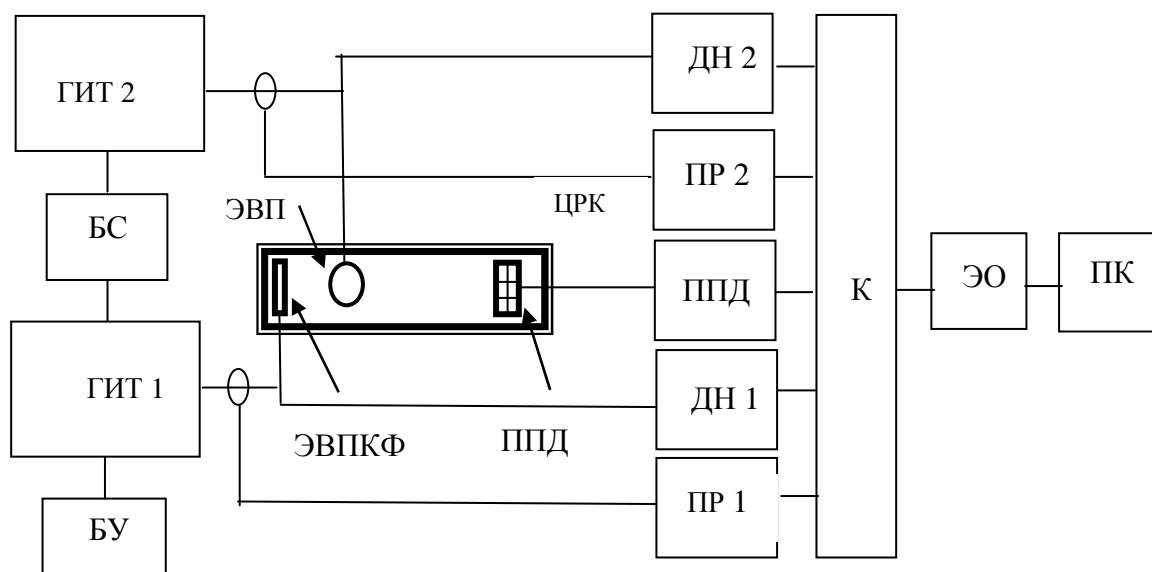 ДН 2
ГИТ 2
ПР 2
ЦРК
ЭВП
БС
ППД
К
ЭО
ПК
ГИТ 1
ДН 1
ЭВПКФ
ППД
ПР 1
БУ